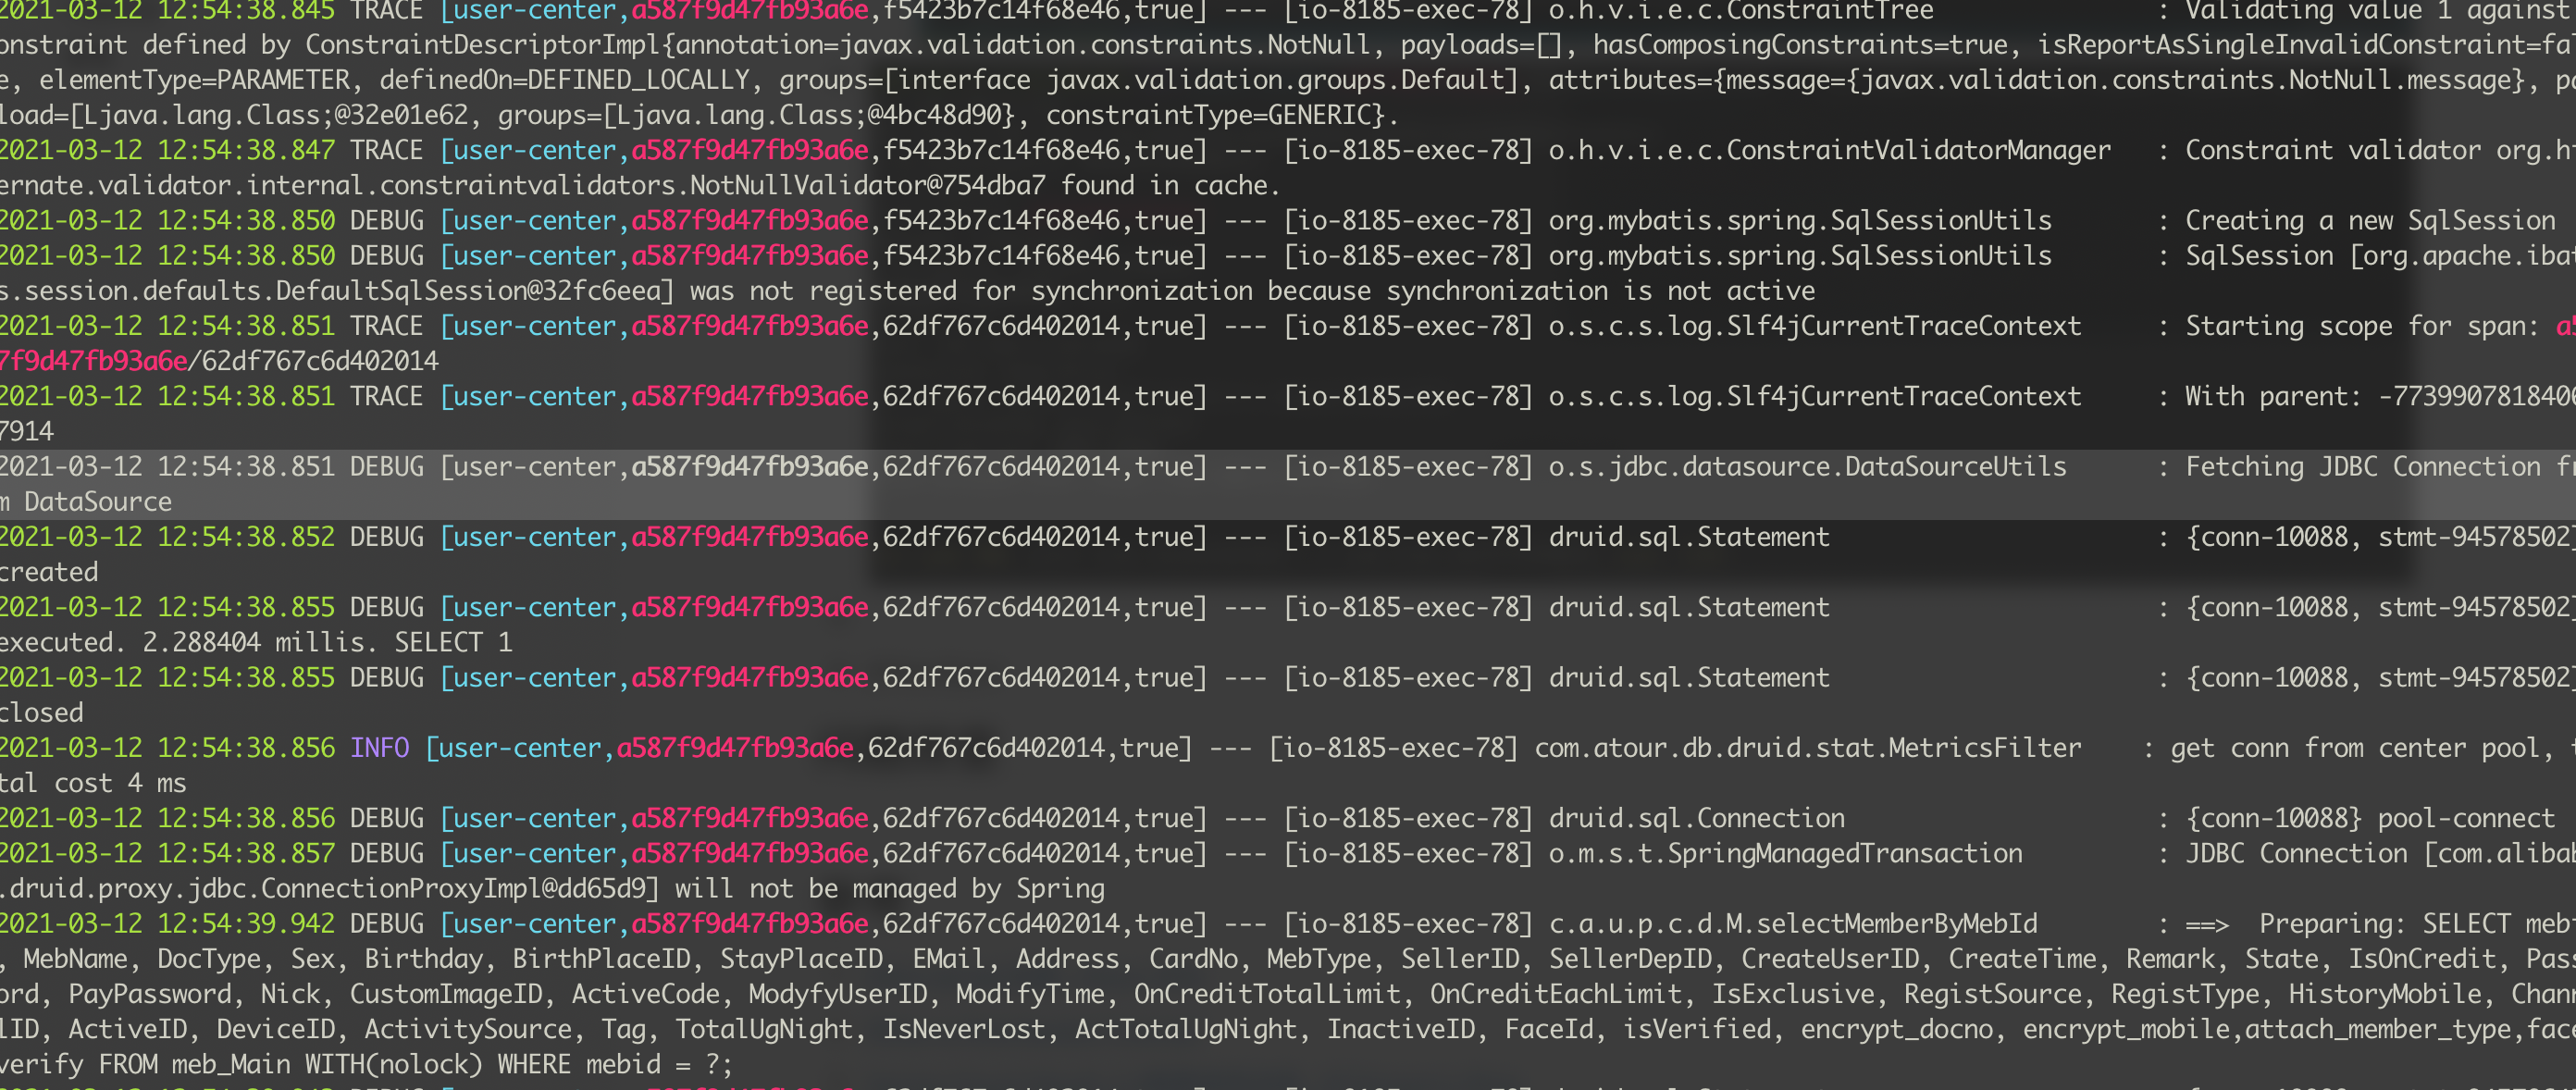 2021-03-12 12:54:38.845 TRACE [user-center,a587f9d47fb93a6e,f5423b7c14f68e46,true] --- [io-8185-exec-78] o.h.v.i.e.c.ConstraintTree : Validating value 1 against
onstraint defined by ConstraintDescriptorImpl{annotation=javax.validation.constraints.NotNull, payloads=[], hasComposingConstraints=true, isReportAsSingleInvalidConstraint=fal
e, elementType=PARAMETER, definedOn=DEFINED_LOCALLY, groups=[interface javax.validation.groups.Default], attributes={message={javax.validation.constraints.NotNull.message}, pa
load=[Ljava.lang.Class;@32e01e62, groups=[Ljava.lang.Class;@4bc48d90}, constraintType=GENERIC}.
2021-03-12 12:54:38.847 TRACE [user-center,a587f9d47fb93a6e,f5423b7c14f68e46,true] --- [io-8185-exec-78] o.h.v.i.e.c.ConstraintValidatorManager : Constraint validator org.h
ernate.validator.internal.constraintvalidators.NotNullValidator@754dba7 found in cache.
2021-03-12 12:54:38.850 DEBUG [user-center,a587f9d47fb93a6e,f5423b7c14f68e46,true] --- [io-8185-exec-78] org.mybatis.spring.SqlSessionUtils : Creating a new SqlSession
2021-03-12 12:54:38.850 DEBUG [user-center,a587f9d47fb93a6e,f5423b7c14f68e46,true] --- [io-8185-exec-78] org.mybatis.spring.SqlSessionUtils : SqlSession [org.apache.ibat
s.session.defaults.DefaultSqlSession@32fc6eea] was not registered for synchronization because synchronization is not active
2021-03-12 12:54:38.851 TRACE [user-center,a587f9d47fb93a6e,62df767c6d402014,true] --- [io-8185-exec-78] o.s.c.s.log.Slf4jCurrentTraceContext : Starting scope for span: a5
7f9d47fb93a6e/62df767c6d402014
2021-03-12 12:54:38.851 TRACE [user-center,a587f9d47fb93a6e,62df767c6d402014,true] --- [io-8185-exec-78] o.s.c.s.log.Slf4jCurrentTraceContext : With parent: -7739907818406
7914
2021-03-12 12:54:38.851 DEBUG [user-center,a587f9d47fb93a6e,62df767c6d402014,true] --- [io-8185-exec-78] o.s.jdbc.datasource.DataSourceUtils : Fetching JDBC Connection fr
m DataSource
2021-03-12 12:54:38.852 DEBUG [user-center,a587f9d47fb93a6e,62df767c6d402014,true] --- [io-8185-exec-78] druid.sql.Statement : {conn-10088, stmt-94578502}
created
2021-03-12 12:54:38.855 DEBUG [user-center,a587f9d47fb93a6e,62df767c6d402014,true] --- [io-8185-exec-78] druid.sql.Statement : {conn-10088, stmt-94578502}
executed. 2.288404 millis. SELECT 1
2021-03-12 12:54:38.855 DEBUG [user-center,a587f9d47fb93a6e,62df767c6d402014,true] --- [io-8185-exec-78] druid.sql.Statement : {conn-10088, stmt-94578502}
closed
2021-03-12 12:54:38.856 INFO [user-center,a587f9d47fb93a6e,62df767c6d402014,true] --- [io-8185-exec-78] com.atour.db.druid.stat.MetricsFilter : get conn from center pool, t
tal cost 4 ms
2021-03-12 12:54:38.856 DEBUG [user-center,a587f9d47fb93a6e,62df767c6d402014,true] --- [io-8185-exec-78] druid.sql.Connection : {conn-10088} pool-connect
2021-03-12 12:54:38.857 DEBUG [user-center,a587f9d47fb93a6e,62df767c6d402014,true] --- [io-8185-exec-78] o.m.s.t.SpringManagedTransaction : JDBC Connection [com.alibab
.druid.proxy.jdbc.ConnectionProxyImpl@dd65d9] will not be managed by Spring
2021-03-12 12:54:39.942 DEBUG [user-center,a587f9d47fb93a6e,62df767c6d402014,true] --- [io-8185-exec-78] c.a.u.p.c.d.M.selectMemberByMebId : ==> Preparing: SELECT mebi
, MebName, DocType, Sex, Birthday, BirthPlaceID, StayPlaceID, EMail, Address, CardNo, MebType, SellerID, SellerDepID, CreateUserID, CreateTime, Remark, State, IsOnCredit, Pass
ord, PayPassword, Nick, CustomImageID, ActiveCode, ModyfyUserID, ModifyTime, OnCreditTotalLimit, OnCreditEachLimit, IsExclusive, RegistSource, RegistType, HistoryMobile, Chann
lID, ActiveID, DeviceID, ActivitySource, Tag, TotalUgNight, IsNeverLost, ActTotalUgNight, InactiveID, FaceId, isVerified, encrypt_docno, encrypt_mobile,attach_member_type,face
verify FROM meb_Main WITH(nolock) WHERE mebid = ?;